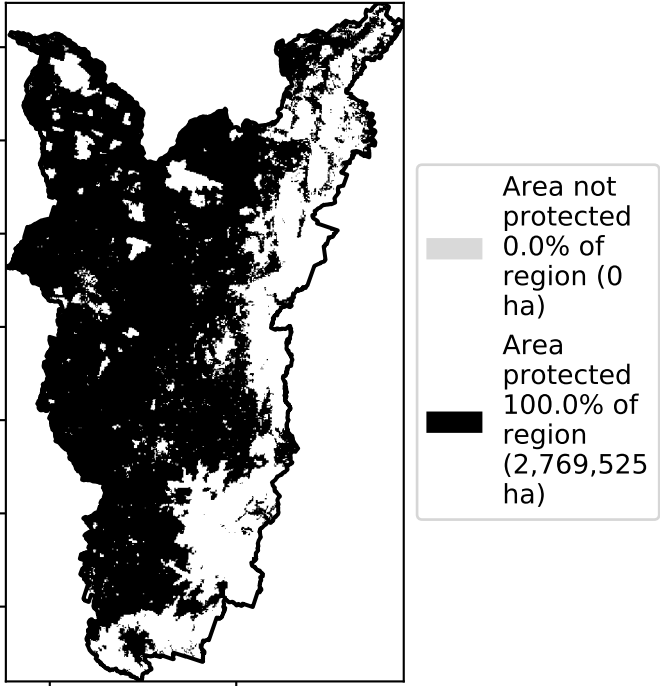 Area not
protected
0.0% of
region (0
ha)
Area
protected
100.0% of
region
(2,769,525
ha)